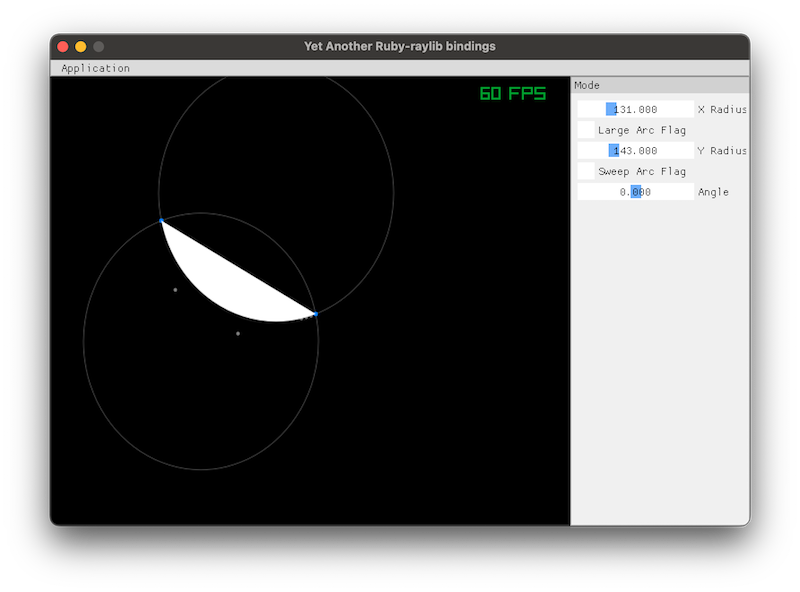 Yet Another Ruby-raylib bindings
Application
60 FPS
Mode
131.000 X Radius
Large Arc Flag
143.000 Y Radius
Sweep Arc Flag
0.000 Angle